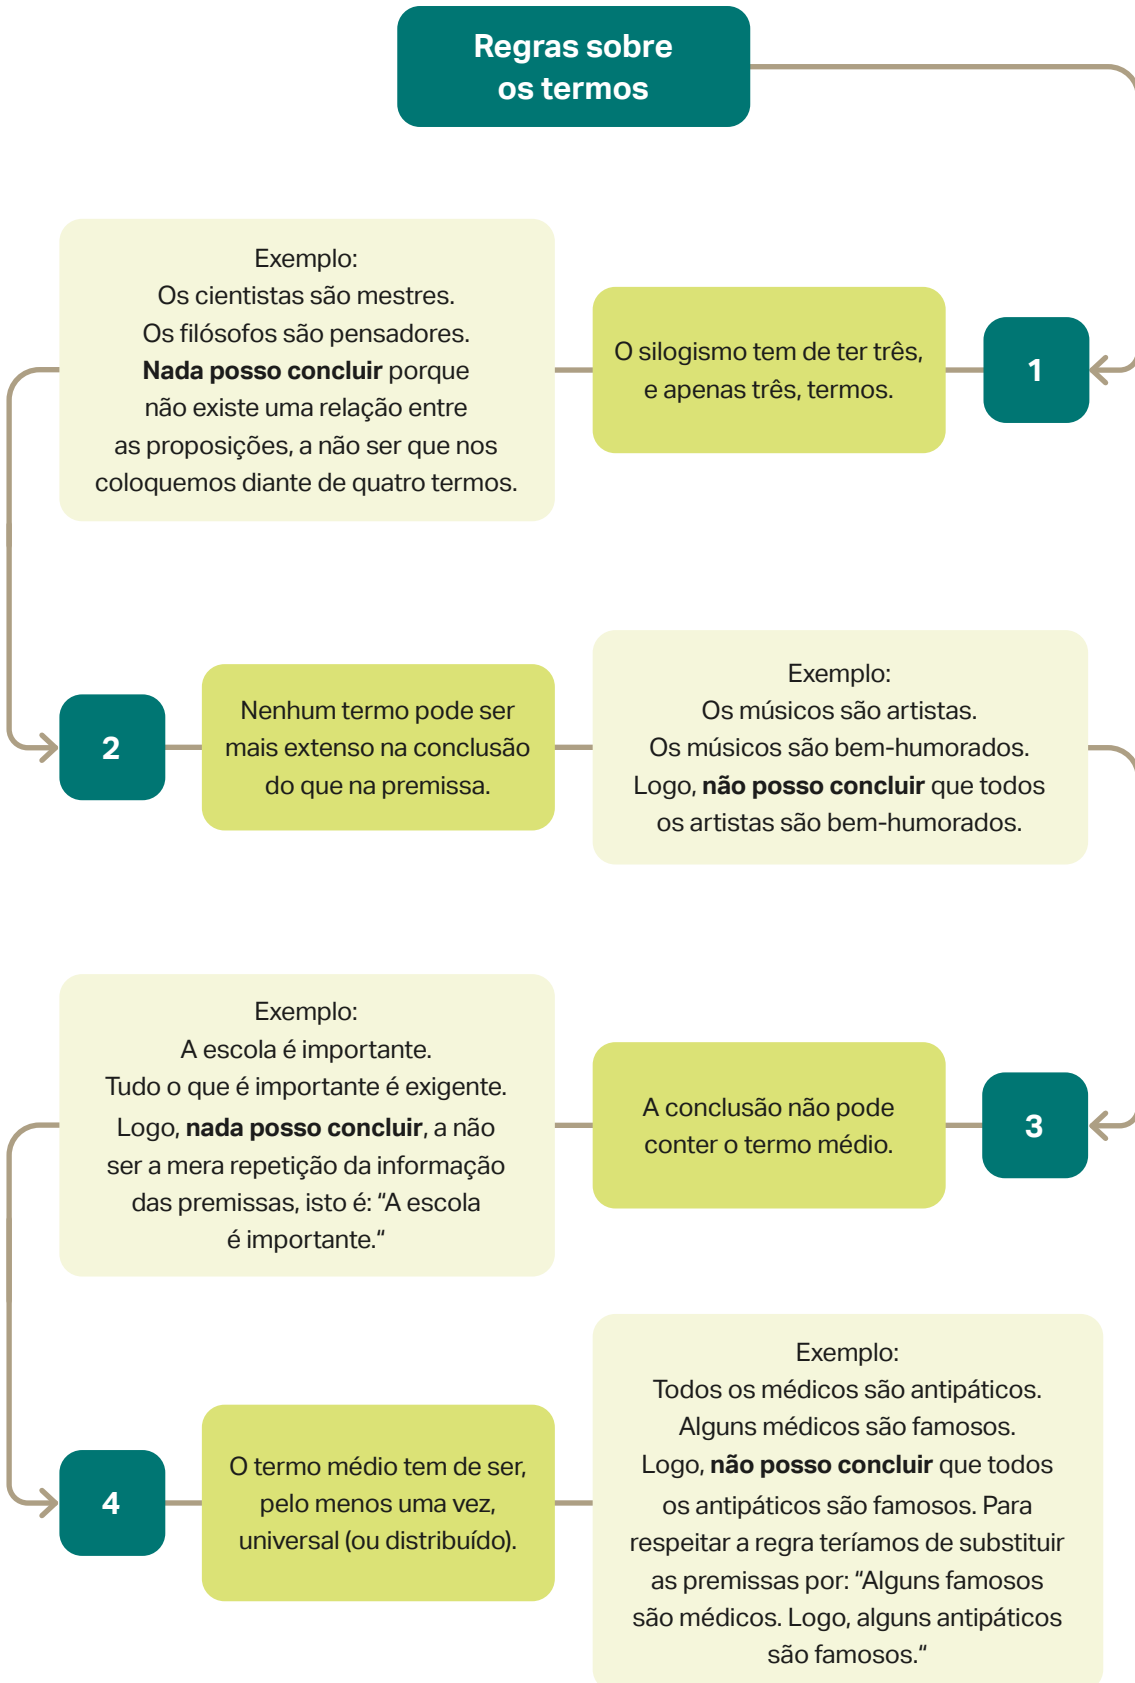 Regras sobre
os termos
1
O silogismo tem de ter três,
e apenas três, termos.
Exemplo:
Os cientistas são mestres.
Os filósofos são pensadores.
Nada posso concluir porque
não existe uma relação entre
as proposições, a não ser que nos
coloquemos diante de quatro termos.
2
Nenhum termo pode ser
mais extenso na conclusão
do que na premissa.
Exemplo:
Os músicos são artistas.
Os músicos são bem-humorados.
Logo, não posso concluir que todos
os artistas são bem-humorados.
3
A conclusão não pode
conter o termo médio.
Exemplo:
A escola é importante.
Tudo o que é importante é exigente.
Logo, nada posso concluir, a não
ser a mera repetição da informação
das premissas, isto é: “A escola
é importante.“
4
O termo médio tem de ser,
pelo menos uma vez,
universal (ou distribuído).
Exemplo:
Todos os médicos são antipáticos.
Alguns médicos são famosos.
Logo, não posso concluir que todos
os antipáticos são famosos. Para
respeitar a regra teríamos de substituir
as premissas por: “Alguns famosos
são médicos. Logo, alguns antipáticos
são famosos.“